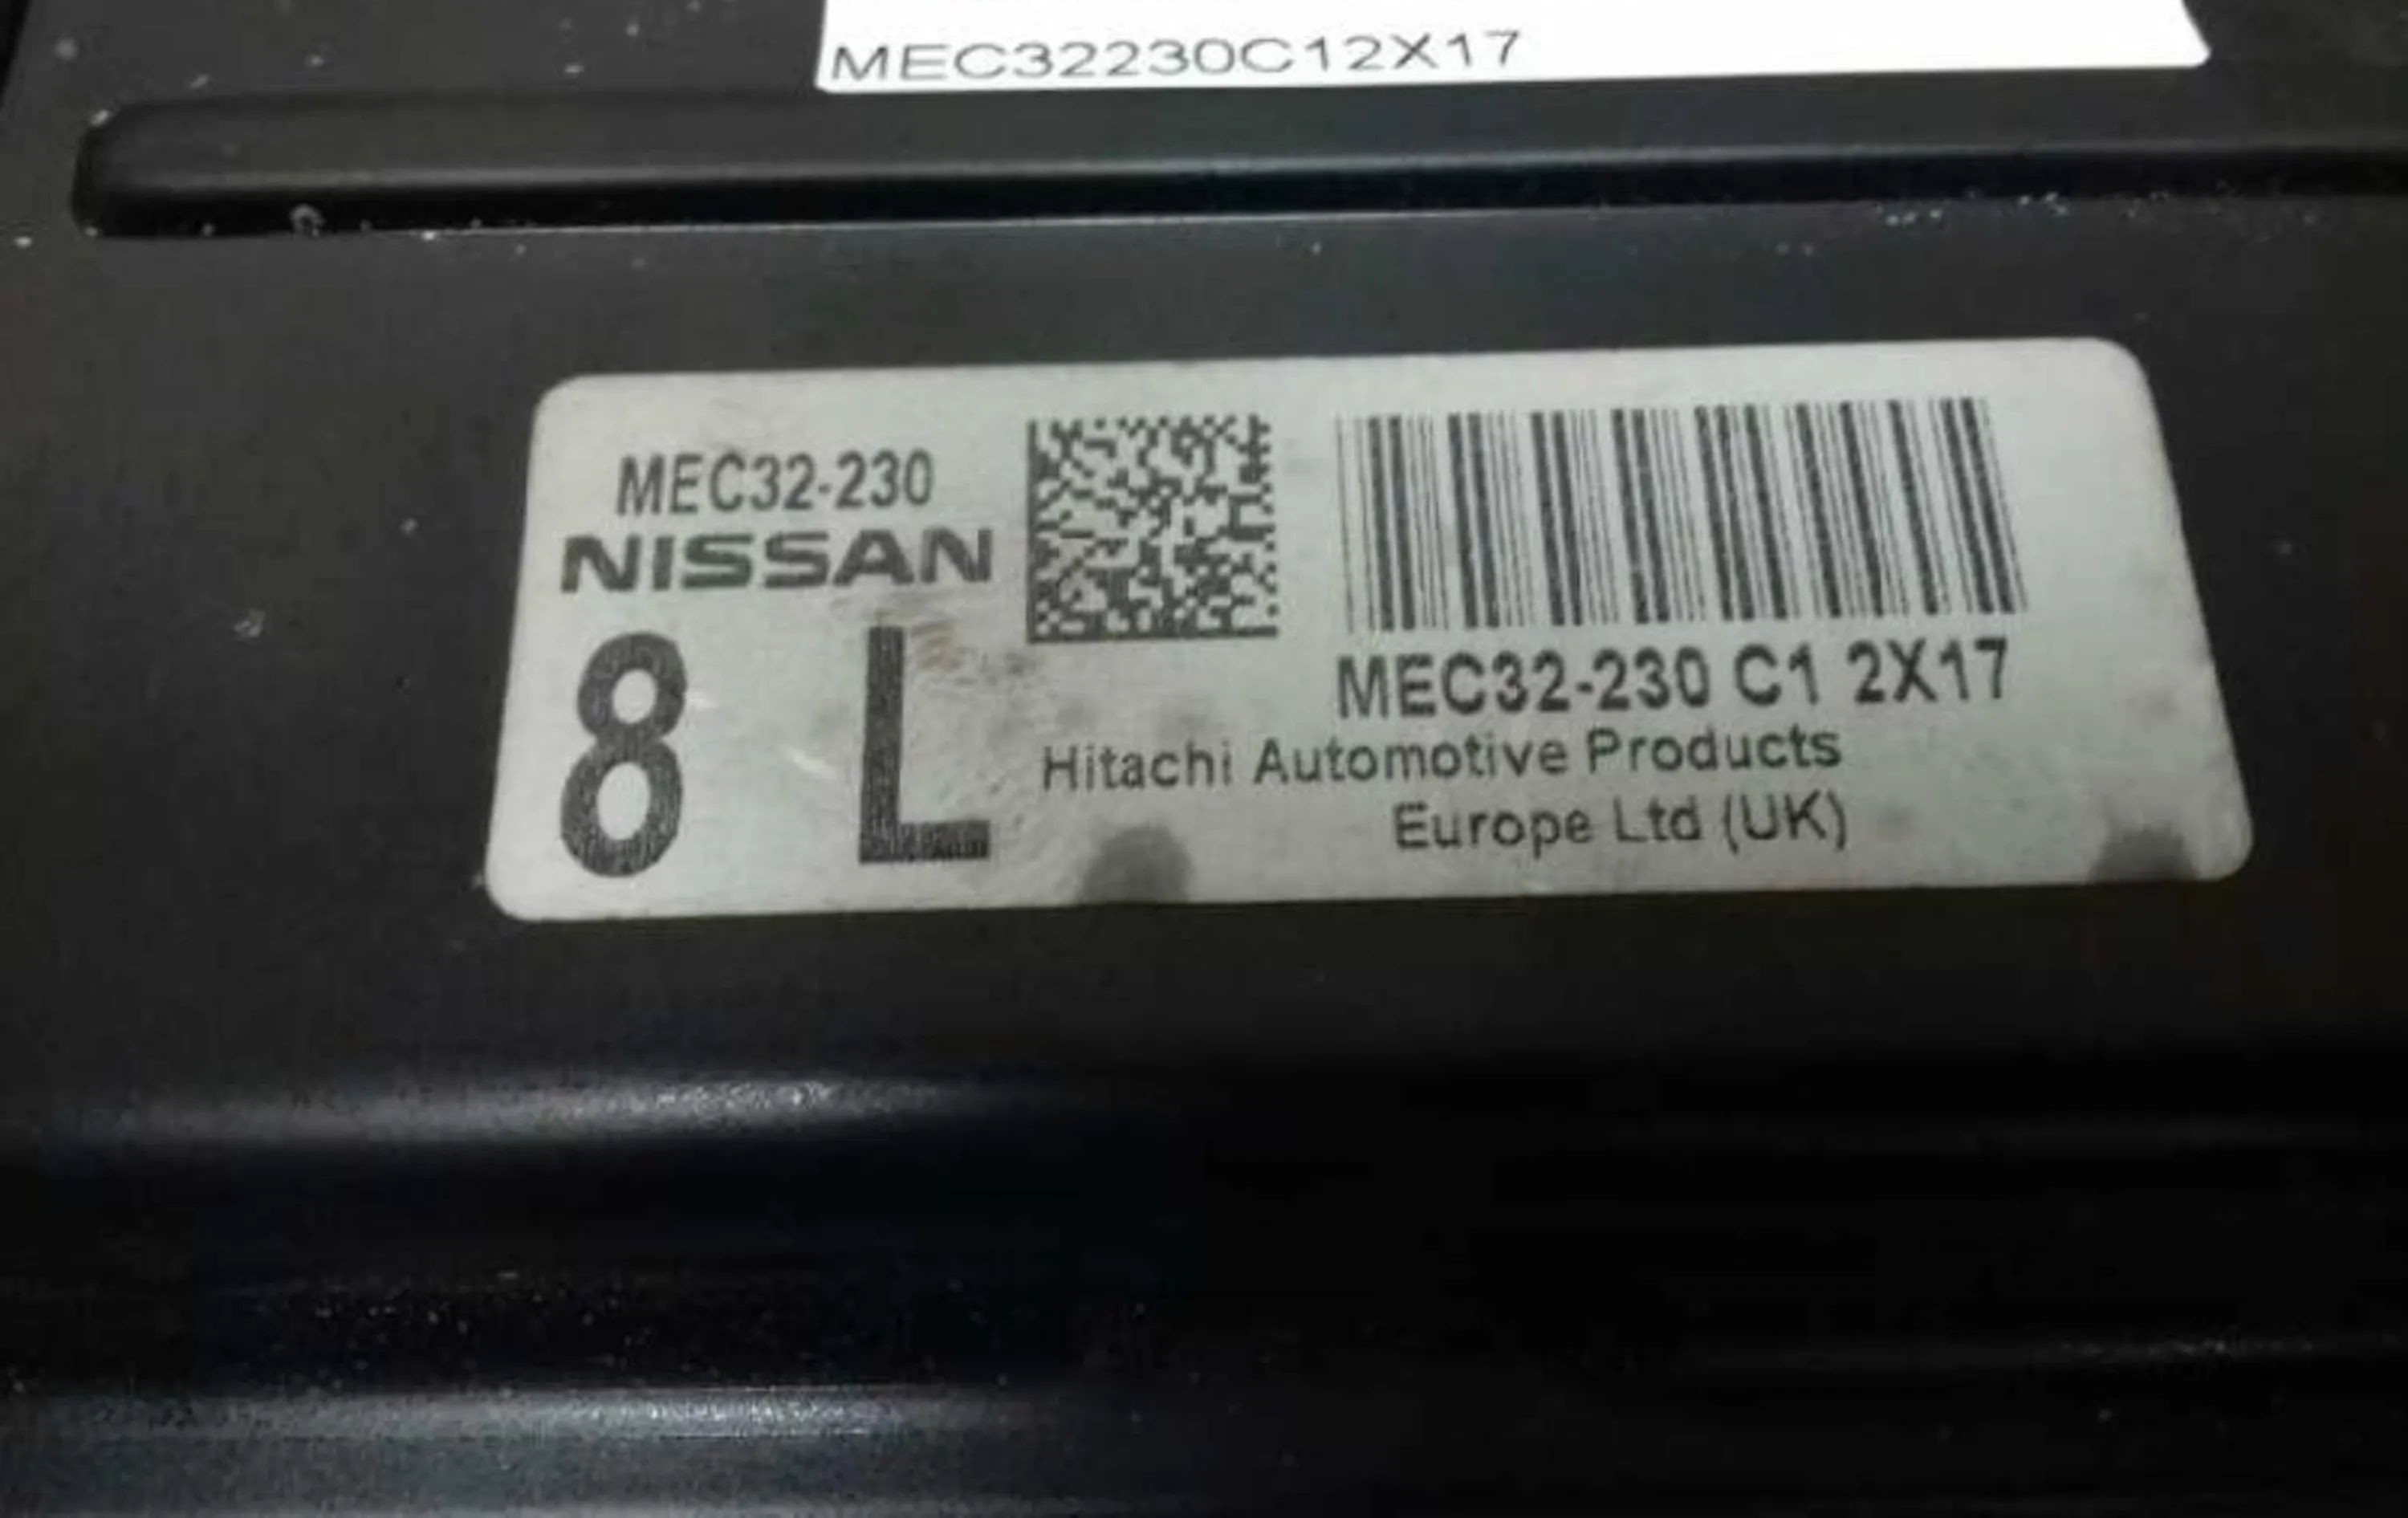 MEC32230C12X17
MEC32-230
NISSAN
8 L
MEC32-230 C1 2X17
Hitachi Automotive Products
Europe Ltd (UK)